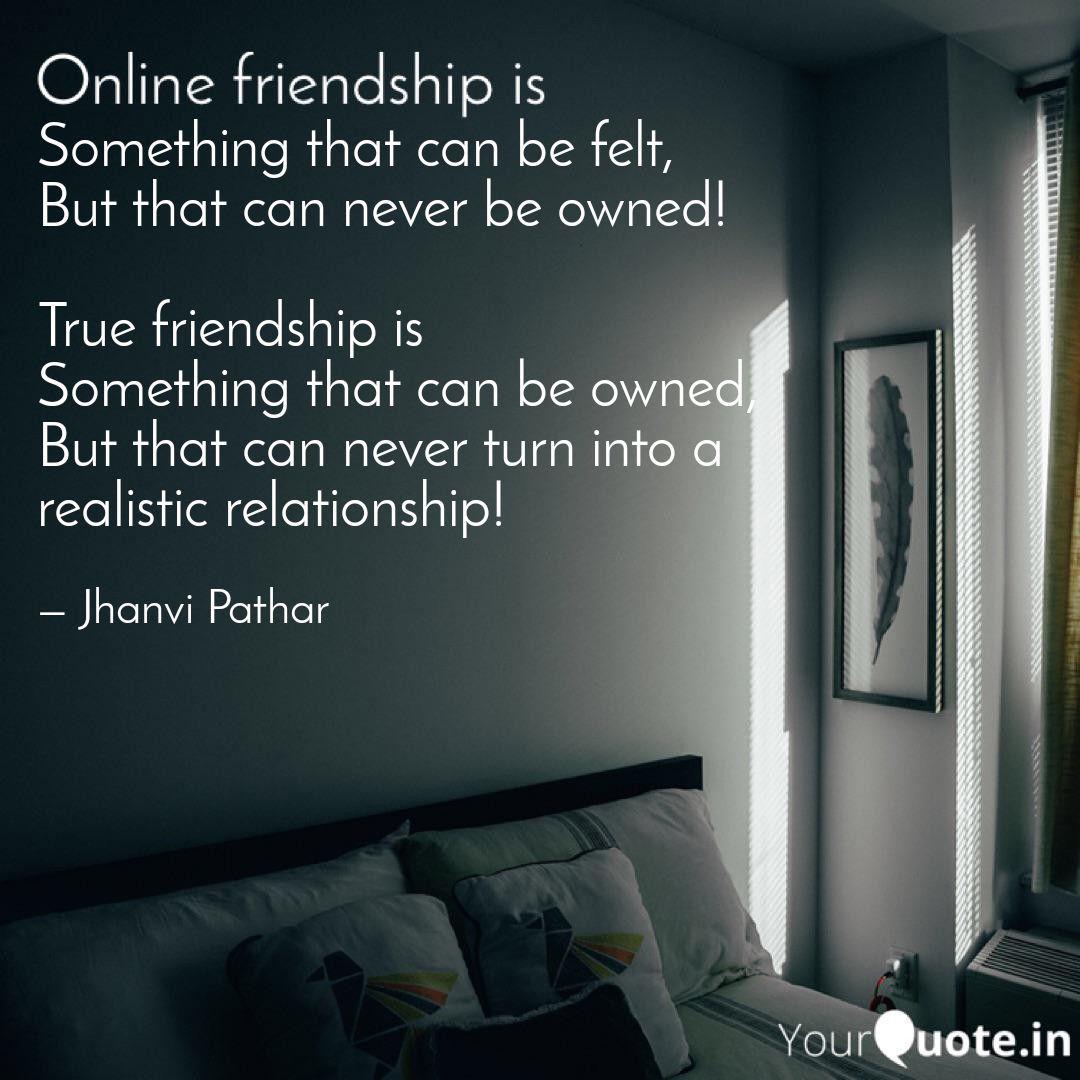 Online friendship is
Something that can be felt,
But that can never be owned!
True friendship is
Something that can be owned,
But that can never turn into a
realistic relationship!
– Jhanvi Pathar
YourQuote.in